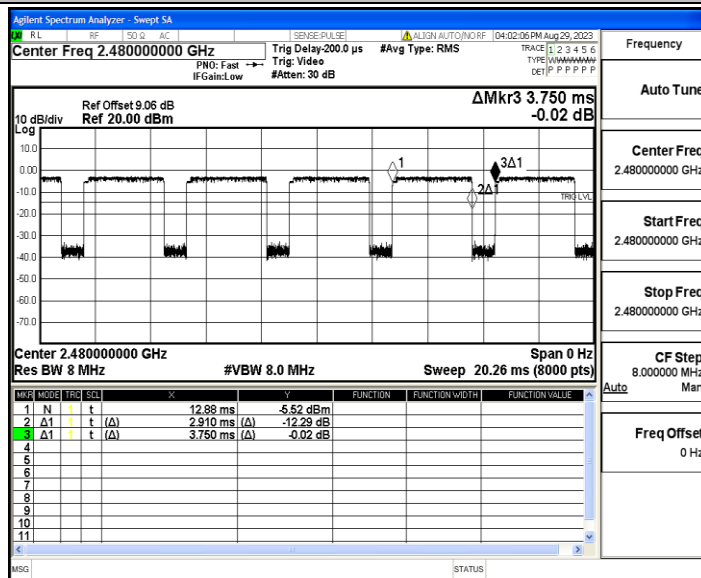 Agilent Spectrum Analyzer - Swept SA
RL RF 50 Ω AC SENSE:PULSE ALIGN AUTO/NO RF 04:02:06 PM Aug 29, 2023
Center Freq 2.480000000 GHz Trig Delay-200.0 µs #Avg Type: RMS TRACE 1 2 3 4 5 6
PNO: Fast Trig: Video TYPE
IFGain:Low #Atten: 30 dB DET P P P P P P
Ref Offset 9.06 dB ΔMkr3 3.750 ms
10 dB/div Ref 20.00 dBm -0.02 dB
Log
10.0
0.00
-10.0
-20.0
-30.0
-40.0
-50.0
-60.0
-70.0
1
2Δ1
3Δ1
TRIG LVL
Center 2.480000000 GHz Span 0 Hz
Res BW 8 MHz #VBW 8.0 MHz Sweep 20.26 ms (8000 pts)
MKR MODE TRC SCL X Y FUNCTION FUNCTION WIDTH FUNCTION VALUE
1 N 1 t 12.88 ms -5.52 dBm
2 Δ1 1 t (Δ) 2.910 ms (Δ) -12.29 dB
3 Δ1 1 t (Δ) 3.750 ms (Δ) -0.02 dB
4
5
6
7
8
9
10
11
MSG STATUS
Frequency
Auto Tune
Center Freq
2.480000000 GHz
Start Freq
2.480000000 GHz
Stop Freq
2.480000000 GHz
CF Step
8.000000 MHz
Auto Man
Freq Offset
0 Hz